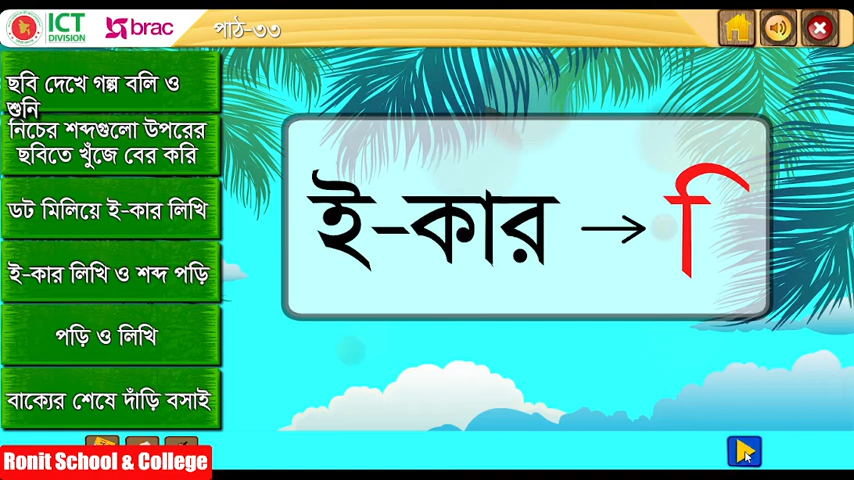 ICT
DIVISION
brac
পাঠ-৩৩
ছবি দেখে গল্প বলি ও
শুনি
নিচের শব্দগুলো উপরের
ছবিতে খুঁজে বের করি
ডট মিলিয়ে ই-কার লিখি
ই-কার লিখি ও শব্দ পড়ি
পড়ি ও লিখি
বাক্যের শেষে দাঁড়ি বসাই
ই-কার → ি
Ronit School & College